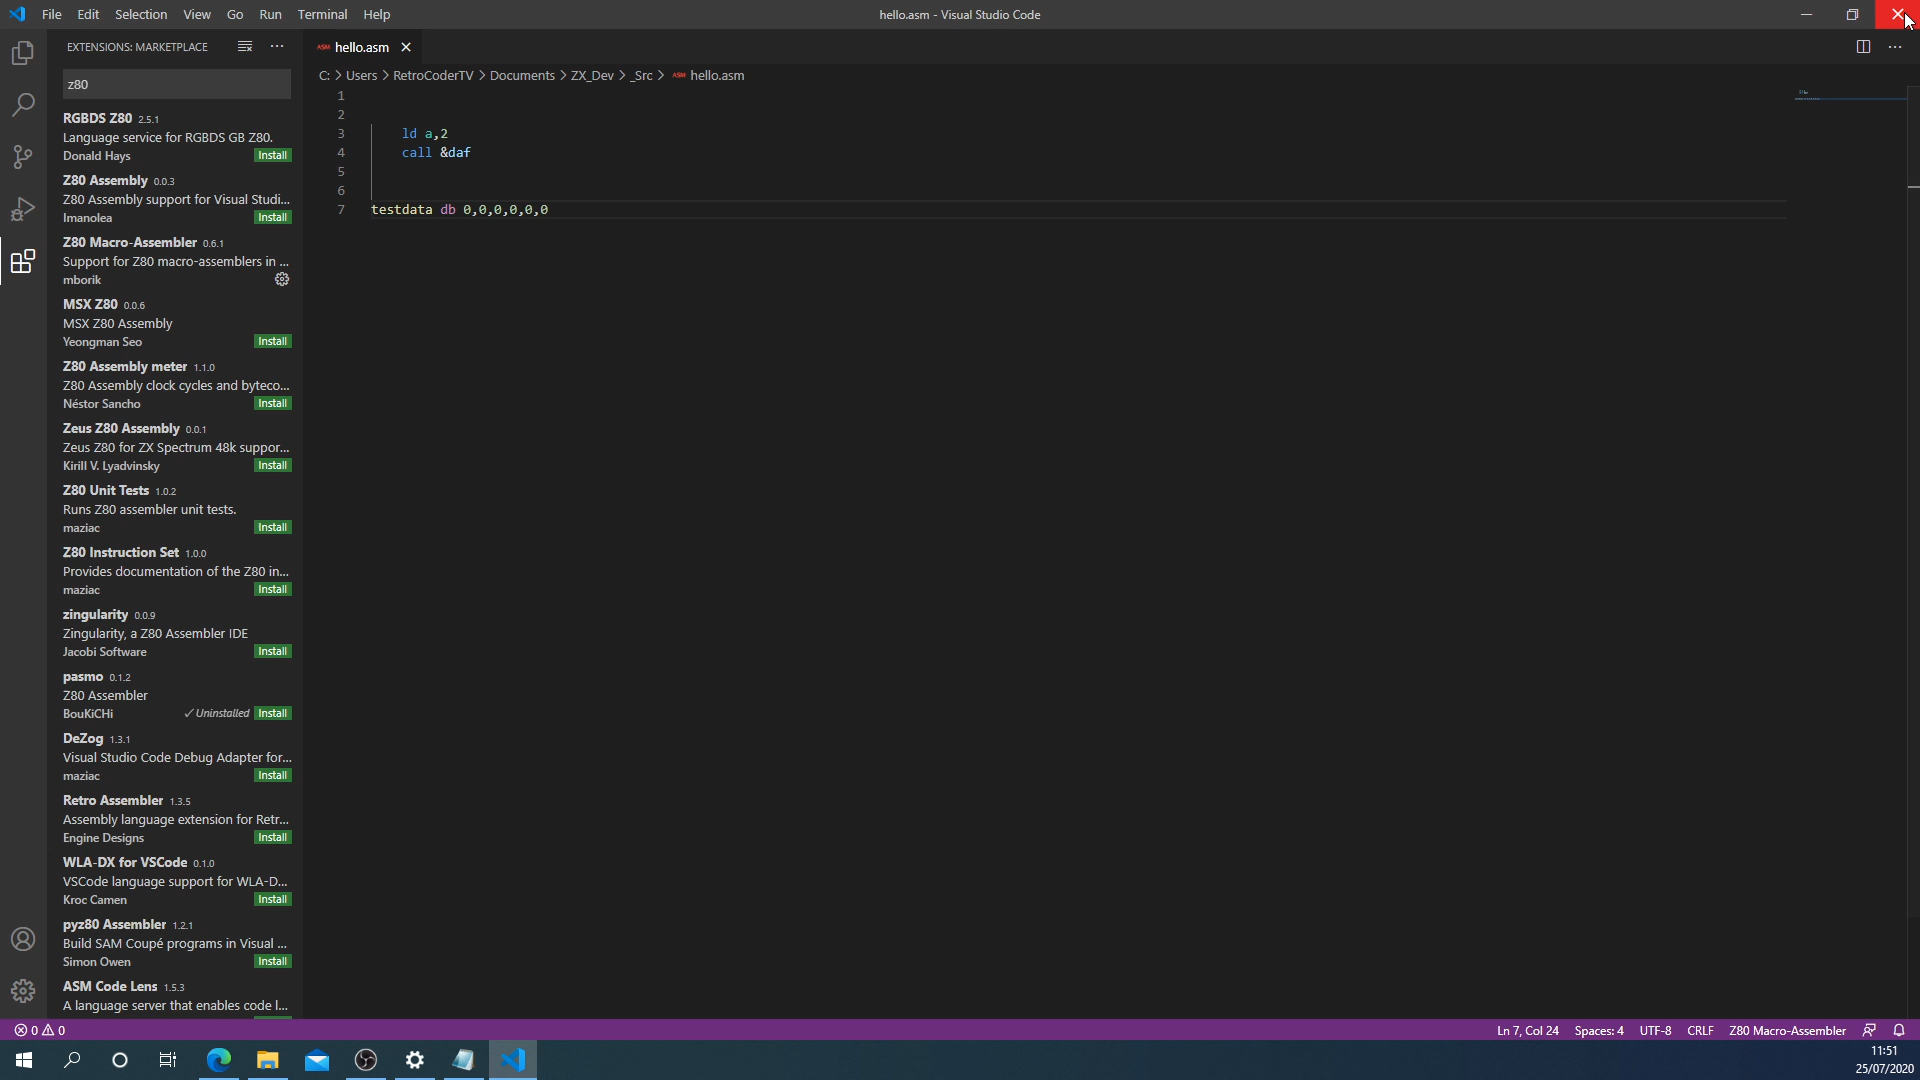 File Edit Selection View Go Run Terminal Help
hello.asm - Visual Studio Code
EXTENSIONS: MARKETPLACE
z80
RGBDS Z80 2.5.1
Language service for RGBDS GB Z80.
Donald Hays Install
Z80 Assembly 0.0.3
Z80 Assembly support for Visual Studi...
Imanolea Install
Z80 Macro-Assembler 0.6.1
Support for Z80 macro-assemblers in ...
mborik
MSX Z80 0.0.6
MSX Z80 Assembly
Yeongman Seo Install
Z80 Assembly meter 1.1.0
Z80 Assembly clock cycles and byteco...
Néstor Sancho Install
Zeus Z80 Assembly 0.0.1
Zeus Z80 for ZX Spectrum 48k suppor...
Kirill V. Lyadvinsky Install
Z80 Unit Tests 1.0.2
Runs Z80 assembler unit tests.
maziac Install
Z80 Instruction Set 1.0.0
Provides documentation of the Z80 in...
maziac Install
zingularity 0.0.9
Zingularity, a Z80 Assembler IDE
Jacobi Software Install
pasmo 0.1.2
Z80 Assembler
BouKiCHi ✓Uninstalled Install
DeZog 1.3.1
Visual Studio Code Debug Adapter for...
maziac Install
Retro Assembler 1.3.5
Assembly language extension for Retr...
Engine Designs Install
WLA-DX for VSCode 0.1.0
VSCode language support for WLA-D...
Kroc Camen Install
pyz80 Assembler 1.2.1
Build SAM Coupé programs in Visual ...
Simon Owen Install
ASM Code Lens 1.5.3
A language server that enables code l...
ASM hello.asm
C: > Users > RetroCoderTV > Documents > ZX_Dev > _Src > ASM hello.asm
1
2
3 ld a,2
4 call &daf
5
6
7 testdata db 0,0,0,0,0,0
0 0
Ln 7, Col 24 Spaces: 4 UTF-8 CRLF Z80 Macro-Assembler
11:51
25/07/2020